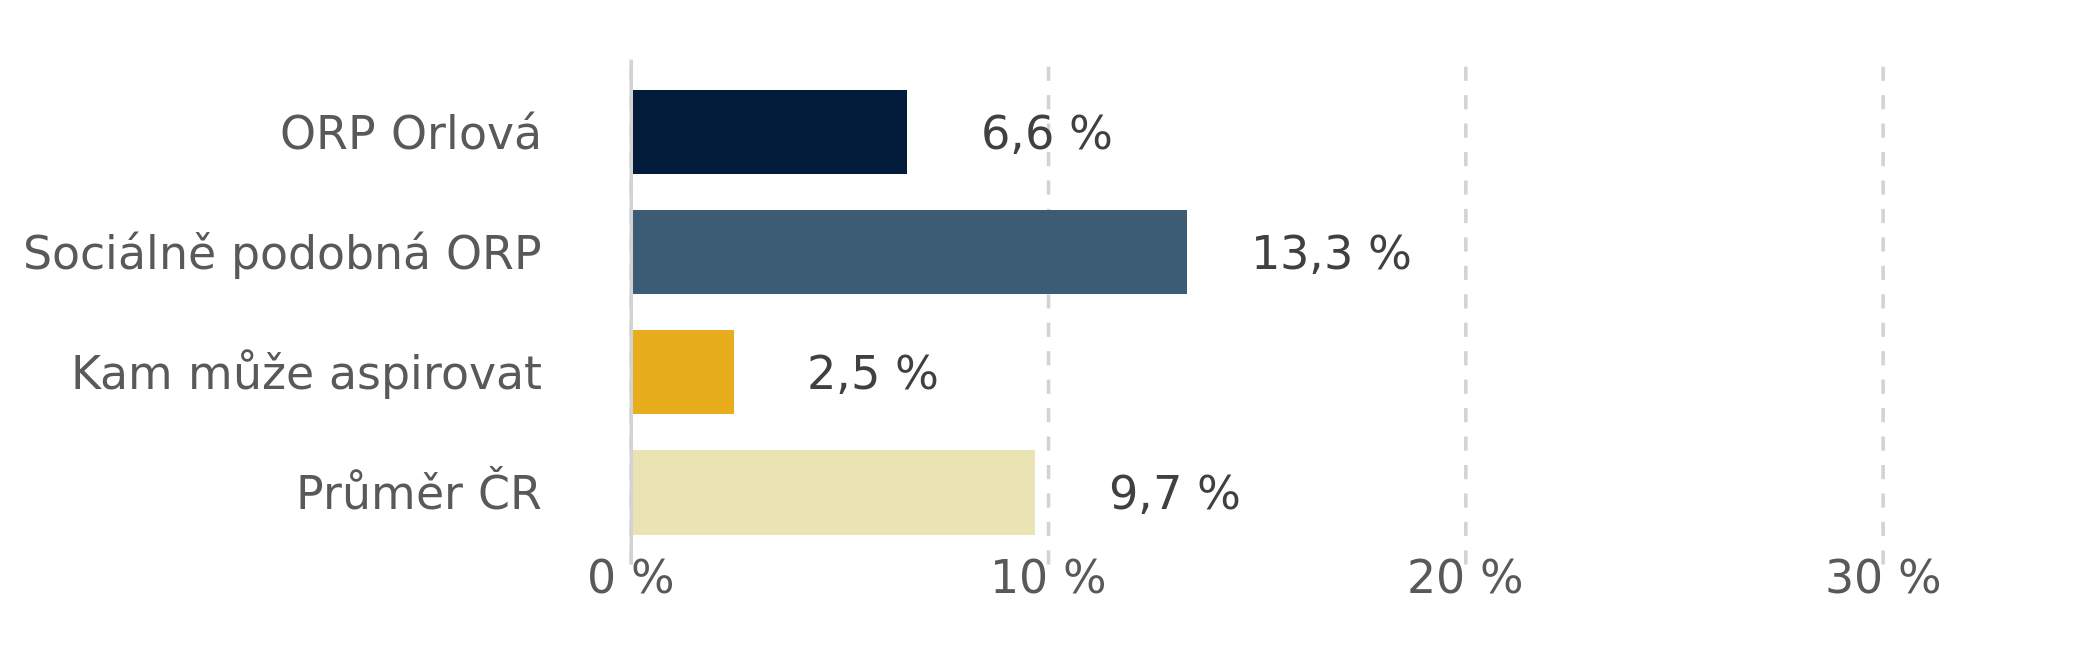 ORP Orlová 6,6 %
Sociálně podobná ORP 13,3 %
Kam může aspirovat 2,5 %
Průměr ČR 9,7 %
0 % 10 % 20 % 30 %